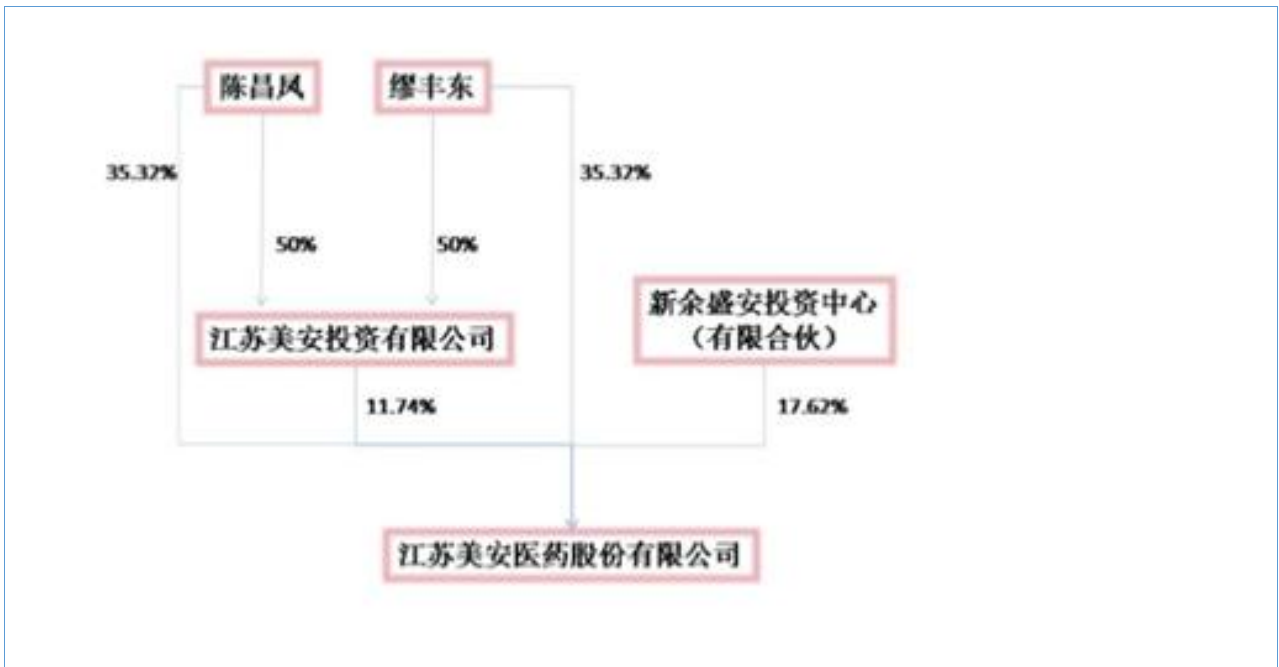 陈昌凤
缪丰东
35.32%
35.32%
50%
50%
新余盛安投资中心
（有限合伙）
江苏美安投资有限公司
11.74%
17.62%
江苏美安医药股份有限公司